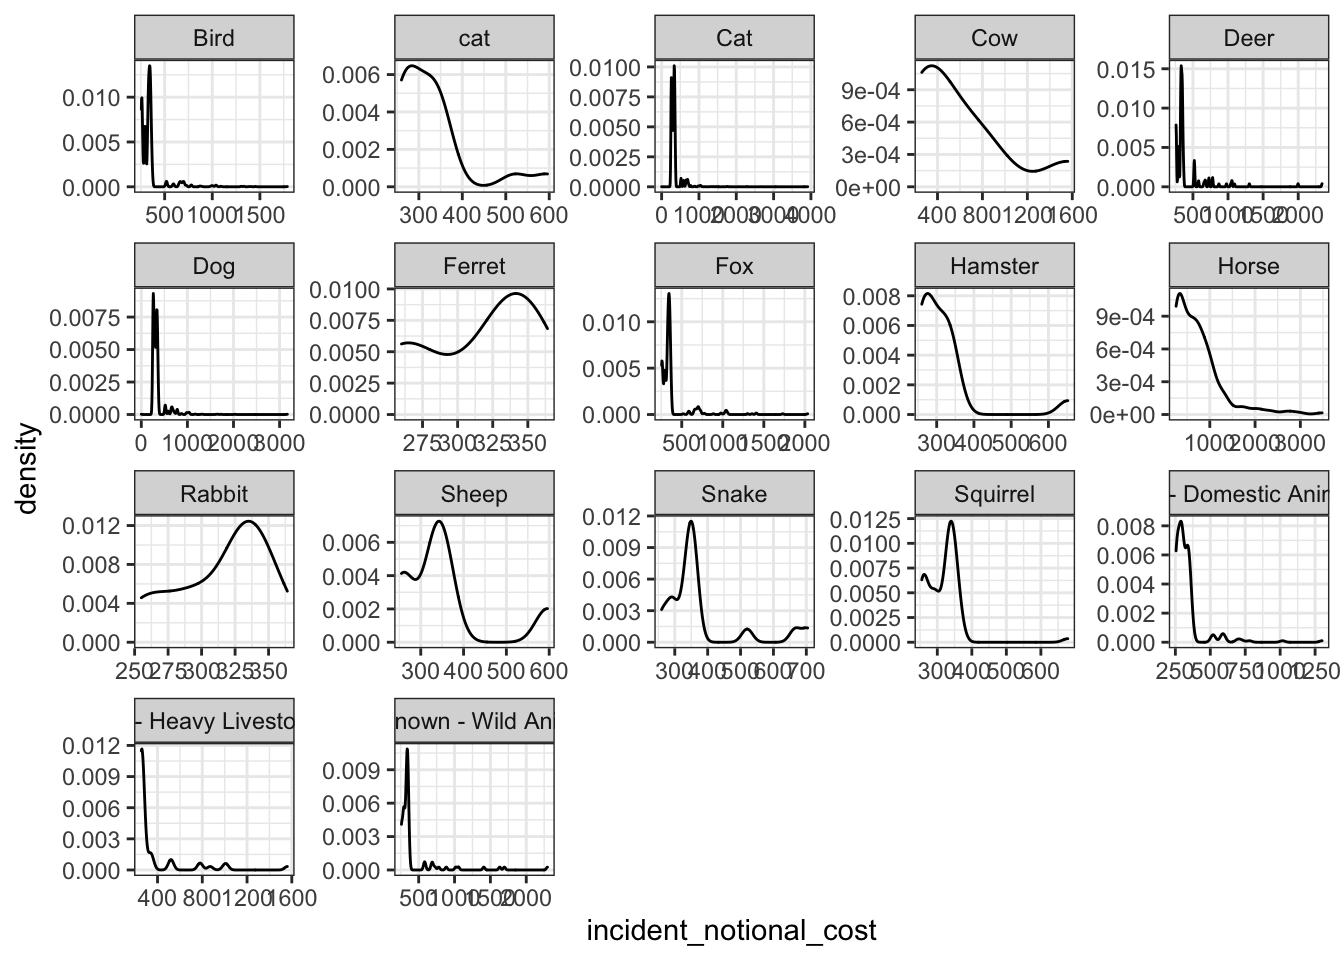 Bird cat Cat Cow Deer
0.010 0.005 0.000
0.006 0.004 0.002 0.000
0.0100 0.0075 0.0050 0.0025 0.0000
9e-04 6e-04 3e-04 0e+00
0.015 0.010 0.005 0.000
500 1000 1500
300 400 500 600
0 1000 2000 3000 4000
400 800 1200 1600
500 1000 1500 2000
Dog Ferret Fox Hamster Horse
0.0075 0.0050 0.0025 0.0000
0.0100 0.0075 0.0050 0.0025 0.0000
0.010 0.005 0.000
0.008 0.006 0.004 0.002 0.000
9e-04 6e-04 3e-04 0e+00
0 1000 2000 3000
275 300 325 350
500 1000 1500 2000
300 400 500 600
1000 2000 3000
density
Rabbit Sheep Snake Squirrel - Domestic Anir
0.012 0.008 0.004 0.000
0.006 0.004 0.002 0.000
0.012 0.009 0.006 0.003 0.000
0.0125 0.0100 0.0075 0.0050 0.0025 0.0000
0.008 0.006 0.004 0.002 0.000
250 275 300 325 350
300 400 500 600
300 400 500 600 700
300 400 500 600
250 500 750 1000 1250
- Heavy Livesto nown - Wild Ani
0.012 0.009 0.006 0.003 0.000
0.009 0.006 0.003 0.000
400 800 1200 1600
500 1000 1500 2000
incident_notional_cost